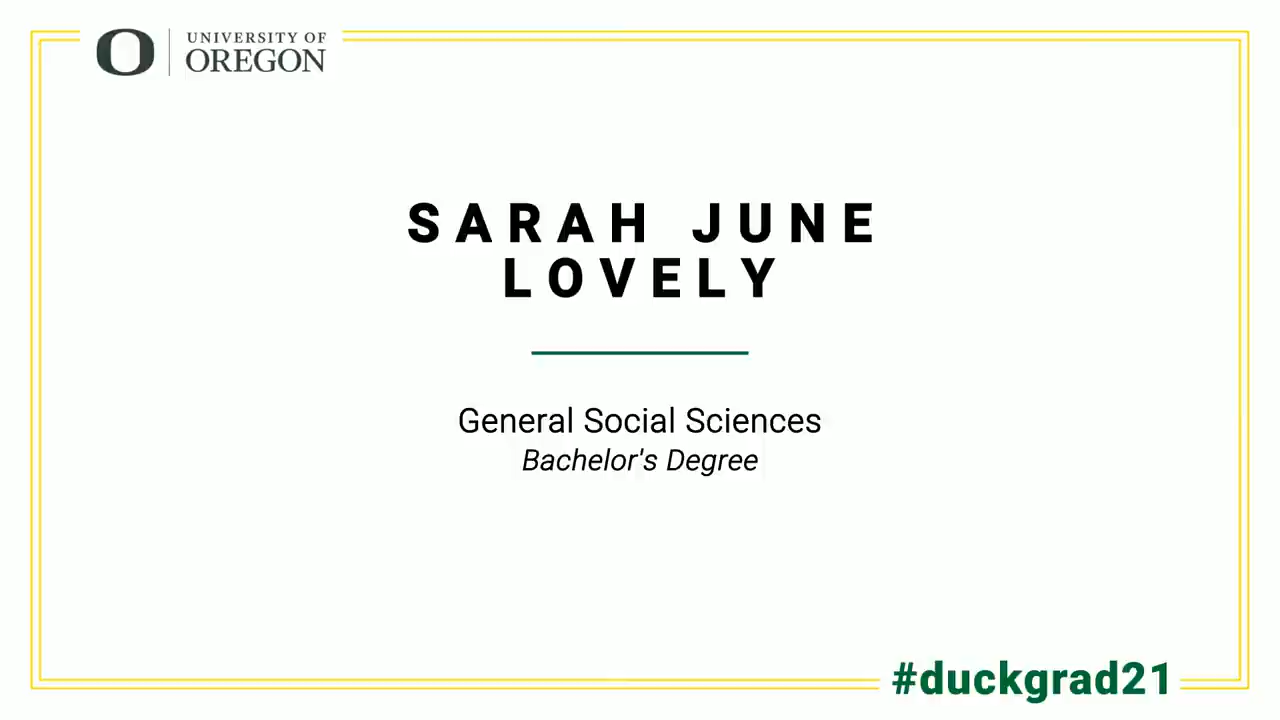 UNIVERSITY OF
OREGON
SARAH JUNE
LOVELY
General Social Sciences
Bachelor's Degree
#duckgrad21